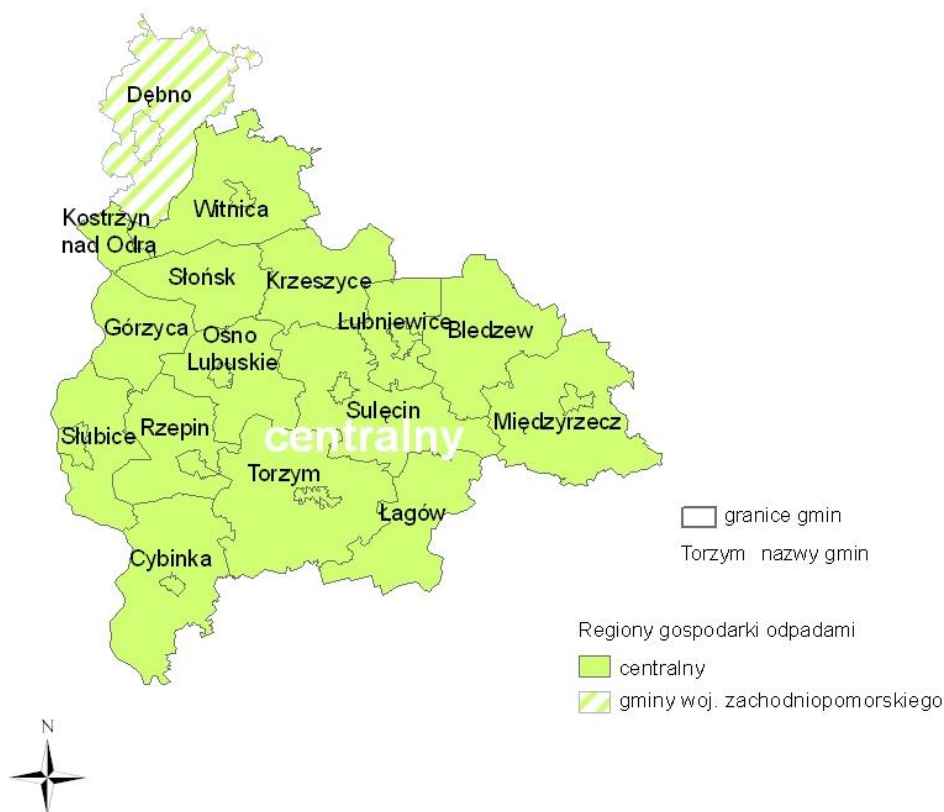 Dębno
Witnica
Kostrzyn
nad Odrą
Słońsk
Krzeszyce
Górzyca
Ośno
Lubuskie
Lubniewice
Bledzew
Słubice
Rzepin
Sulęcin
Międzyrzecz
centralny
Torzym
Łagów
Cybinka
granice gmin
Torzym nazwy gmin
Regiony gospodarki odpadami
centralny
gminy woj. zachodniopomorskiego
N